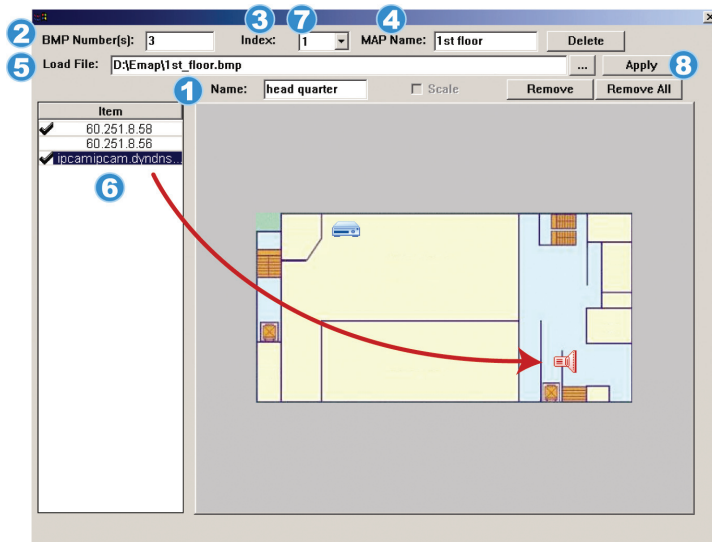 3 7 4
2 BMP Number(s): 3 Index: 1 MAP Name: 1st floor Delete
5 Load File: D:\Emap\1st_floor.bmp ... Apply 8
1 Name: head quarter Scale Remove Remove All
Item
60.251.8.58
60.251.8.56
ipcamipcam.dyndns...
6